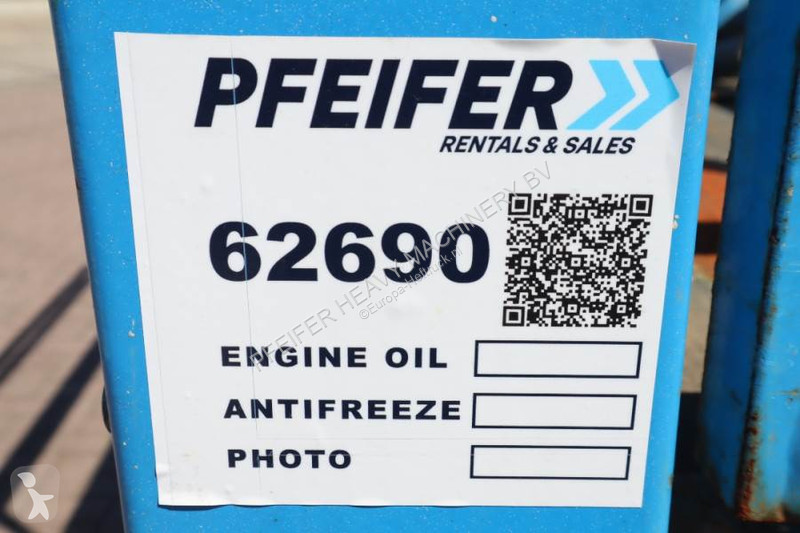 PFEIFER
RENTALS & SALES
62690
ENGINE OIL
ANTIFREEZE
PHOTO
PFEIFER HEAVY MACHINERY BV